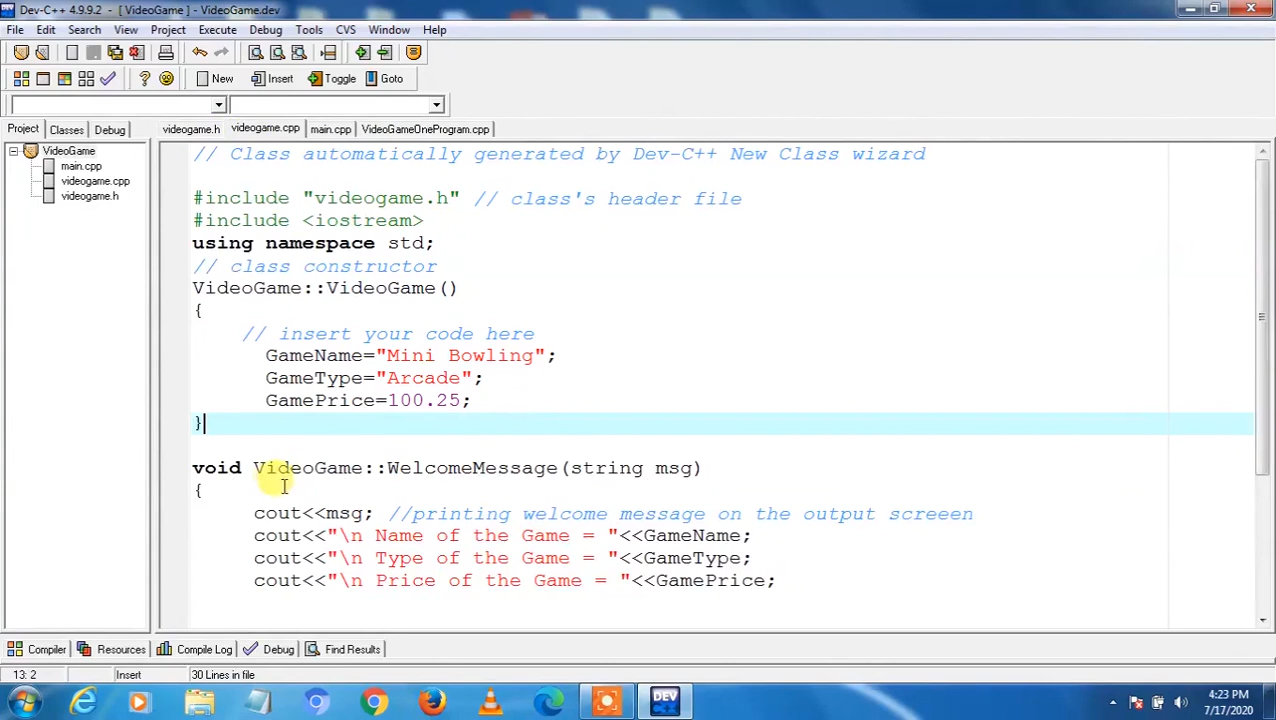 Dev-C++ 4.9.9.2 - [ VideoGame ] - VideoGame.dev
File Edit Search View Project Execute Debug Tools CVS Window Help
New Insert Toggle Goto
Project Classes Debug
videogame.h videogame.cpp main.cpp VideoGameOneProgram.cpp
VideoGame
main.cpp
videogame.cpp
videogame.h
// Class automatically generated by Dev-C++ New Class wizard
#include "videogame.h" // class's header file
#include <iostream>
using namespace std;
// class constructor
VideoGame::VideoGame()
{
// insert your code here
GameName="Mini Bowling";
GameType="Arcade";
GamePrice=100.25;
}
void VideoGame::WelcomeMessage(string msg)
{
cout<<msg; //printing welcome message on the output screeen
cout<<"\n Name of the Game = "<<GameName;
cout<<"\n Type of the Game = "<<GameType;
cout<<"\n Price of the Game = "<<GamePrice;
Compiler Resources Compile Log Debug Find Results
13: 2 Insert 30 Lines in file
DEV C++
4:23 PM
7/17/2020